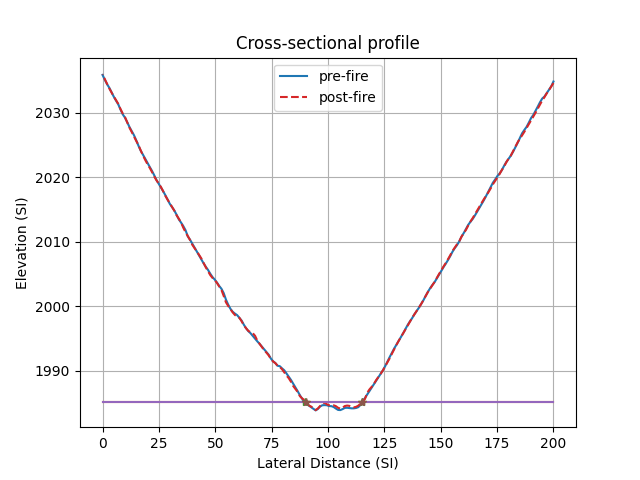 Cross-sectional profile
pre-fire
post-fire
2030
2020
2010
2000
1990
Elevation (SI)
0 25 50 75 100 125 150 175 200
Lateral Distance (SI)